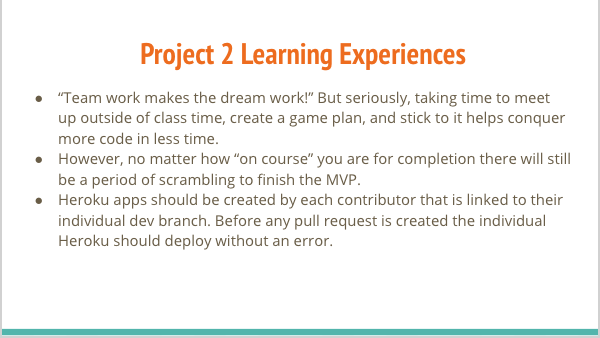 Project 2 Learning Experiences
● “Team work makes the dream work!” But seriously, taking time to meet
up outside of class time, create a game plan, and stick to it helps conquer
more code in less time.
● However, no matter how “on course” you are for completion there will still
be a period of scrambling to finish the MVP.
● Heroku apps should be created by each contributor that is linked to their
individual dev branch. Before any pull request is created the individual
Heroku should deploy without an error.